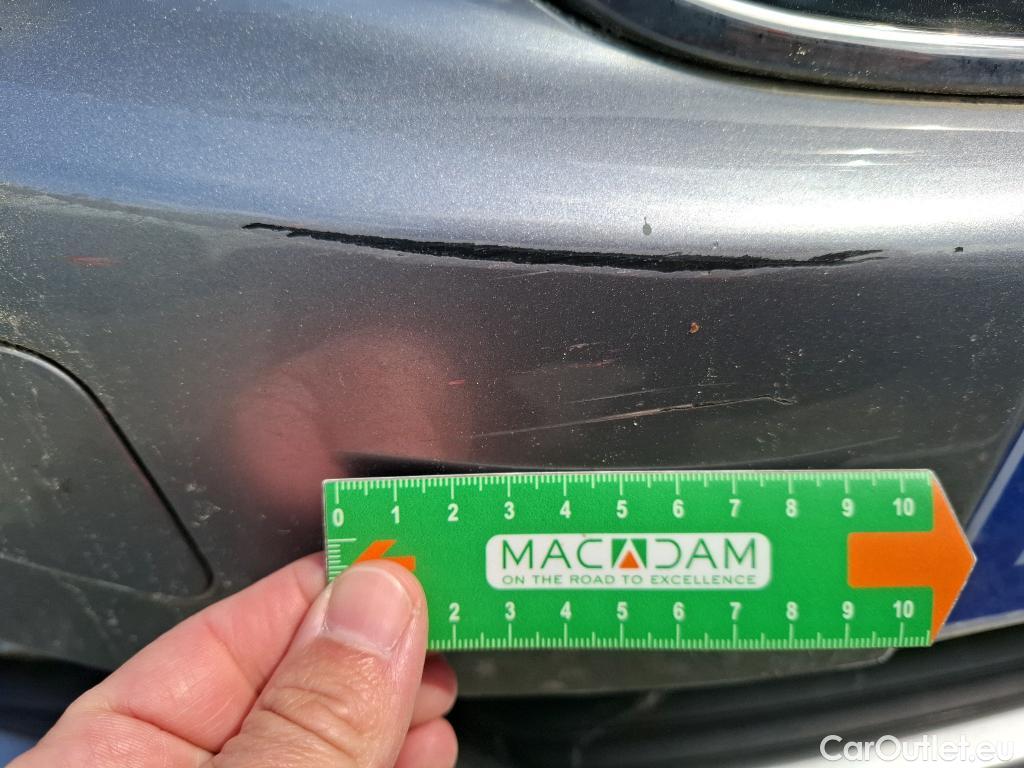 0 1 2 3 4 5 6 7 8 9 10
MACADAM
ON THE ROAD TO EXCELLENCE
2 3 4 5 6 7 8 9 10
CarOutlet.eu